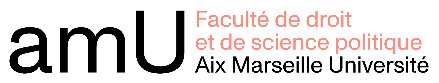 amU
Faculté de droit
et de science politique
Aix Marseille Université